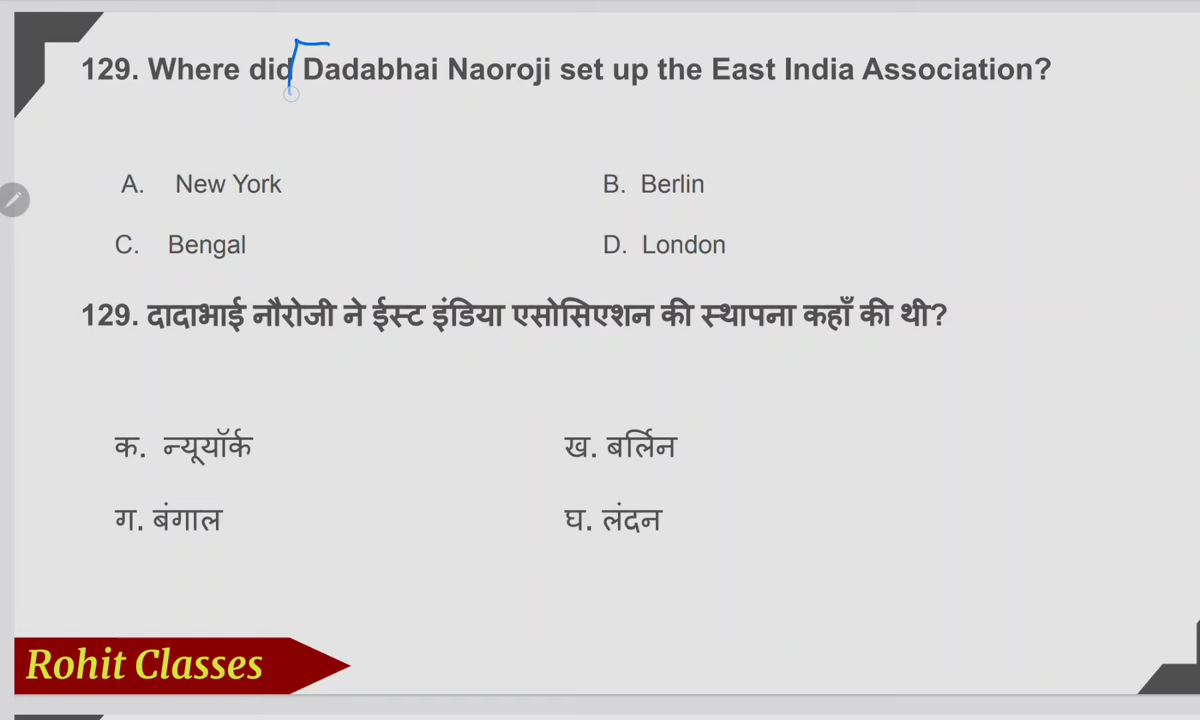 129. Where did Dadabhai Naoroji set up the East India Association?
A. New York B. Berlin
C. Bengal D. London
129. दादाभाई नौरोजी ने ईस्ट इंडिया एसोसिएशन की स्थापना कहाँ की थी?
क. न्यूयॉर्क ख. बर्लिन
ग. बंगाल घ. लंदन
Rohit Classes